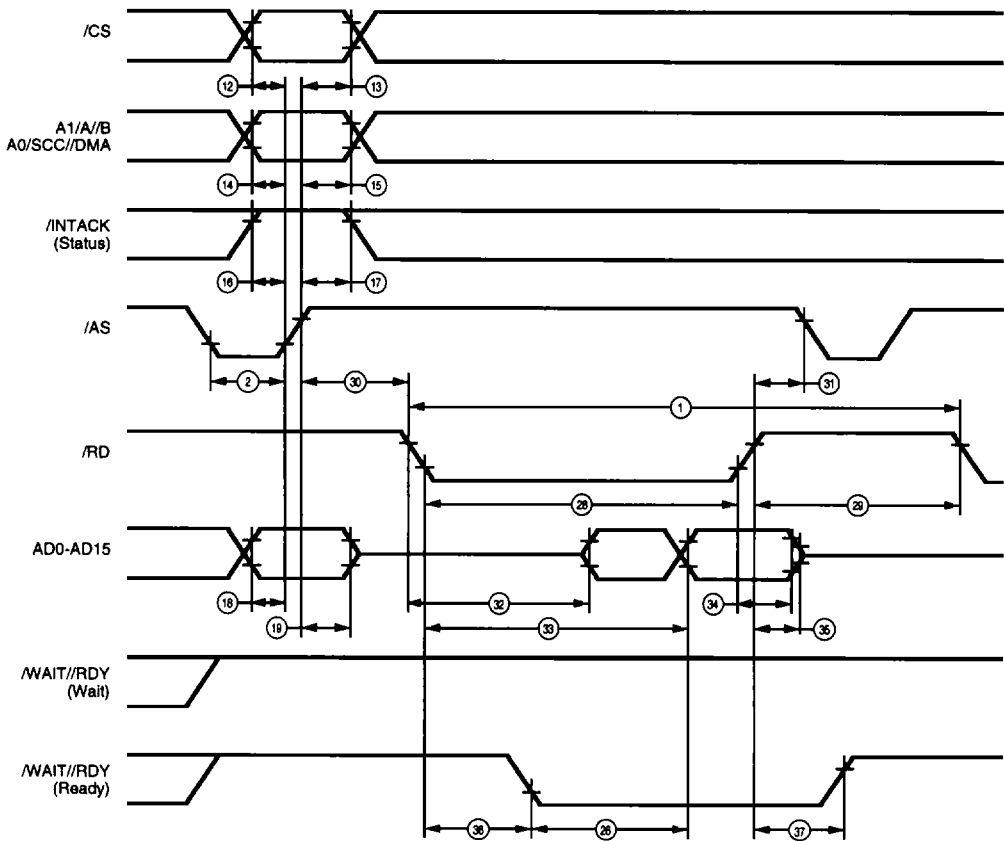 /CS
12
13
A1/A//B
A0/SCC//DMA
14
15
/INTACK
(Status)
16
17
/AS
2
30
31
1
/RD
28
29
AD0-AD15
18
32
34
19
33
35
/WAIT//RDY
(Wait)
/WAIT//RDY
(Ready)
36
26
37